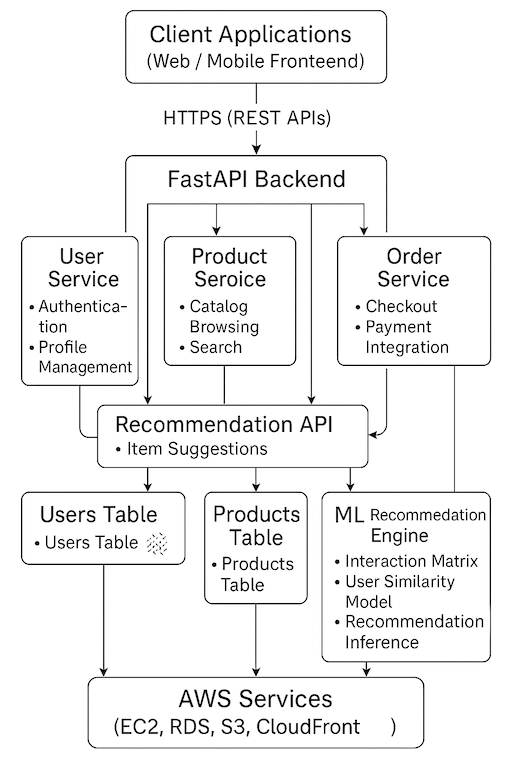 Client Applications
(Web / Mobile Fronteend)
HTTPS (REST APIs)
FastAPI Backend
User
Service
• Authentica-
tion
• Profile
Management
Product
Seroice
• Catalog
Browsing
• Search
Order
Service
• Checkout
• Payment
Integration
Recommendation API
• Item Suggestions
Users Table
• Users Table
Products
Table
• Products
Table
ML Recommedation
Engine
• Interaction Matrix
• User Similarity
Model
• Recommendation
Inference
AWS Services
(EC2, RDS, S3, CloudFront )